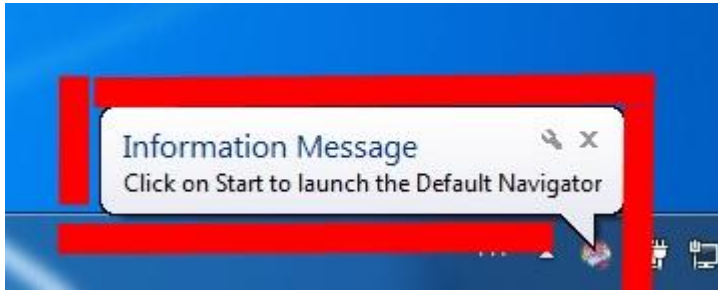 Information Message
Click on Start to launch the Default Navigator